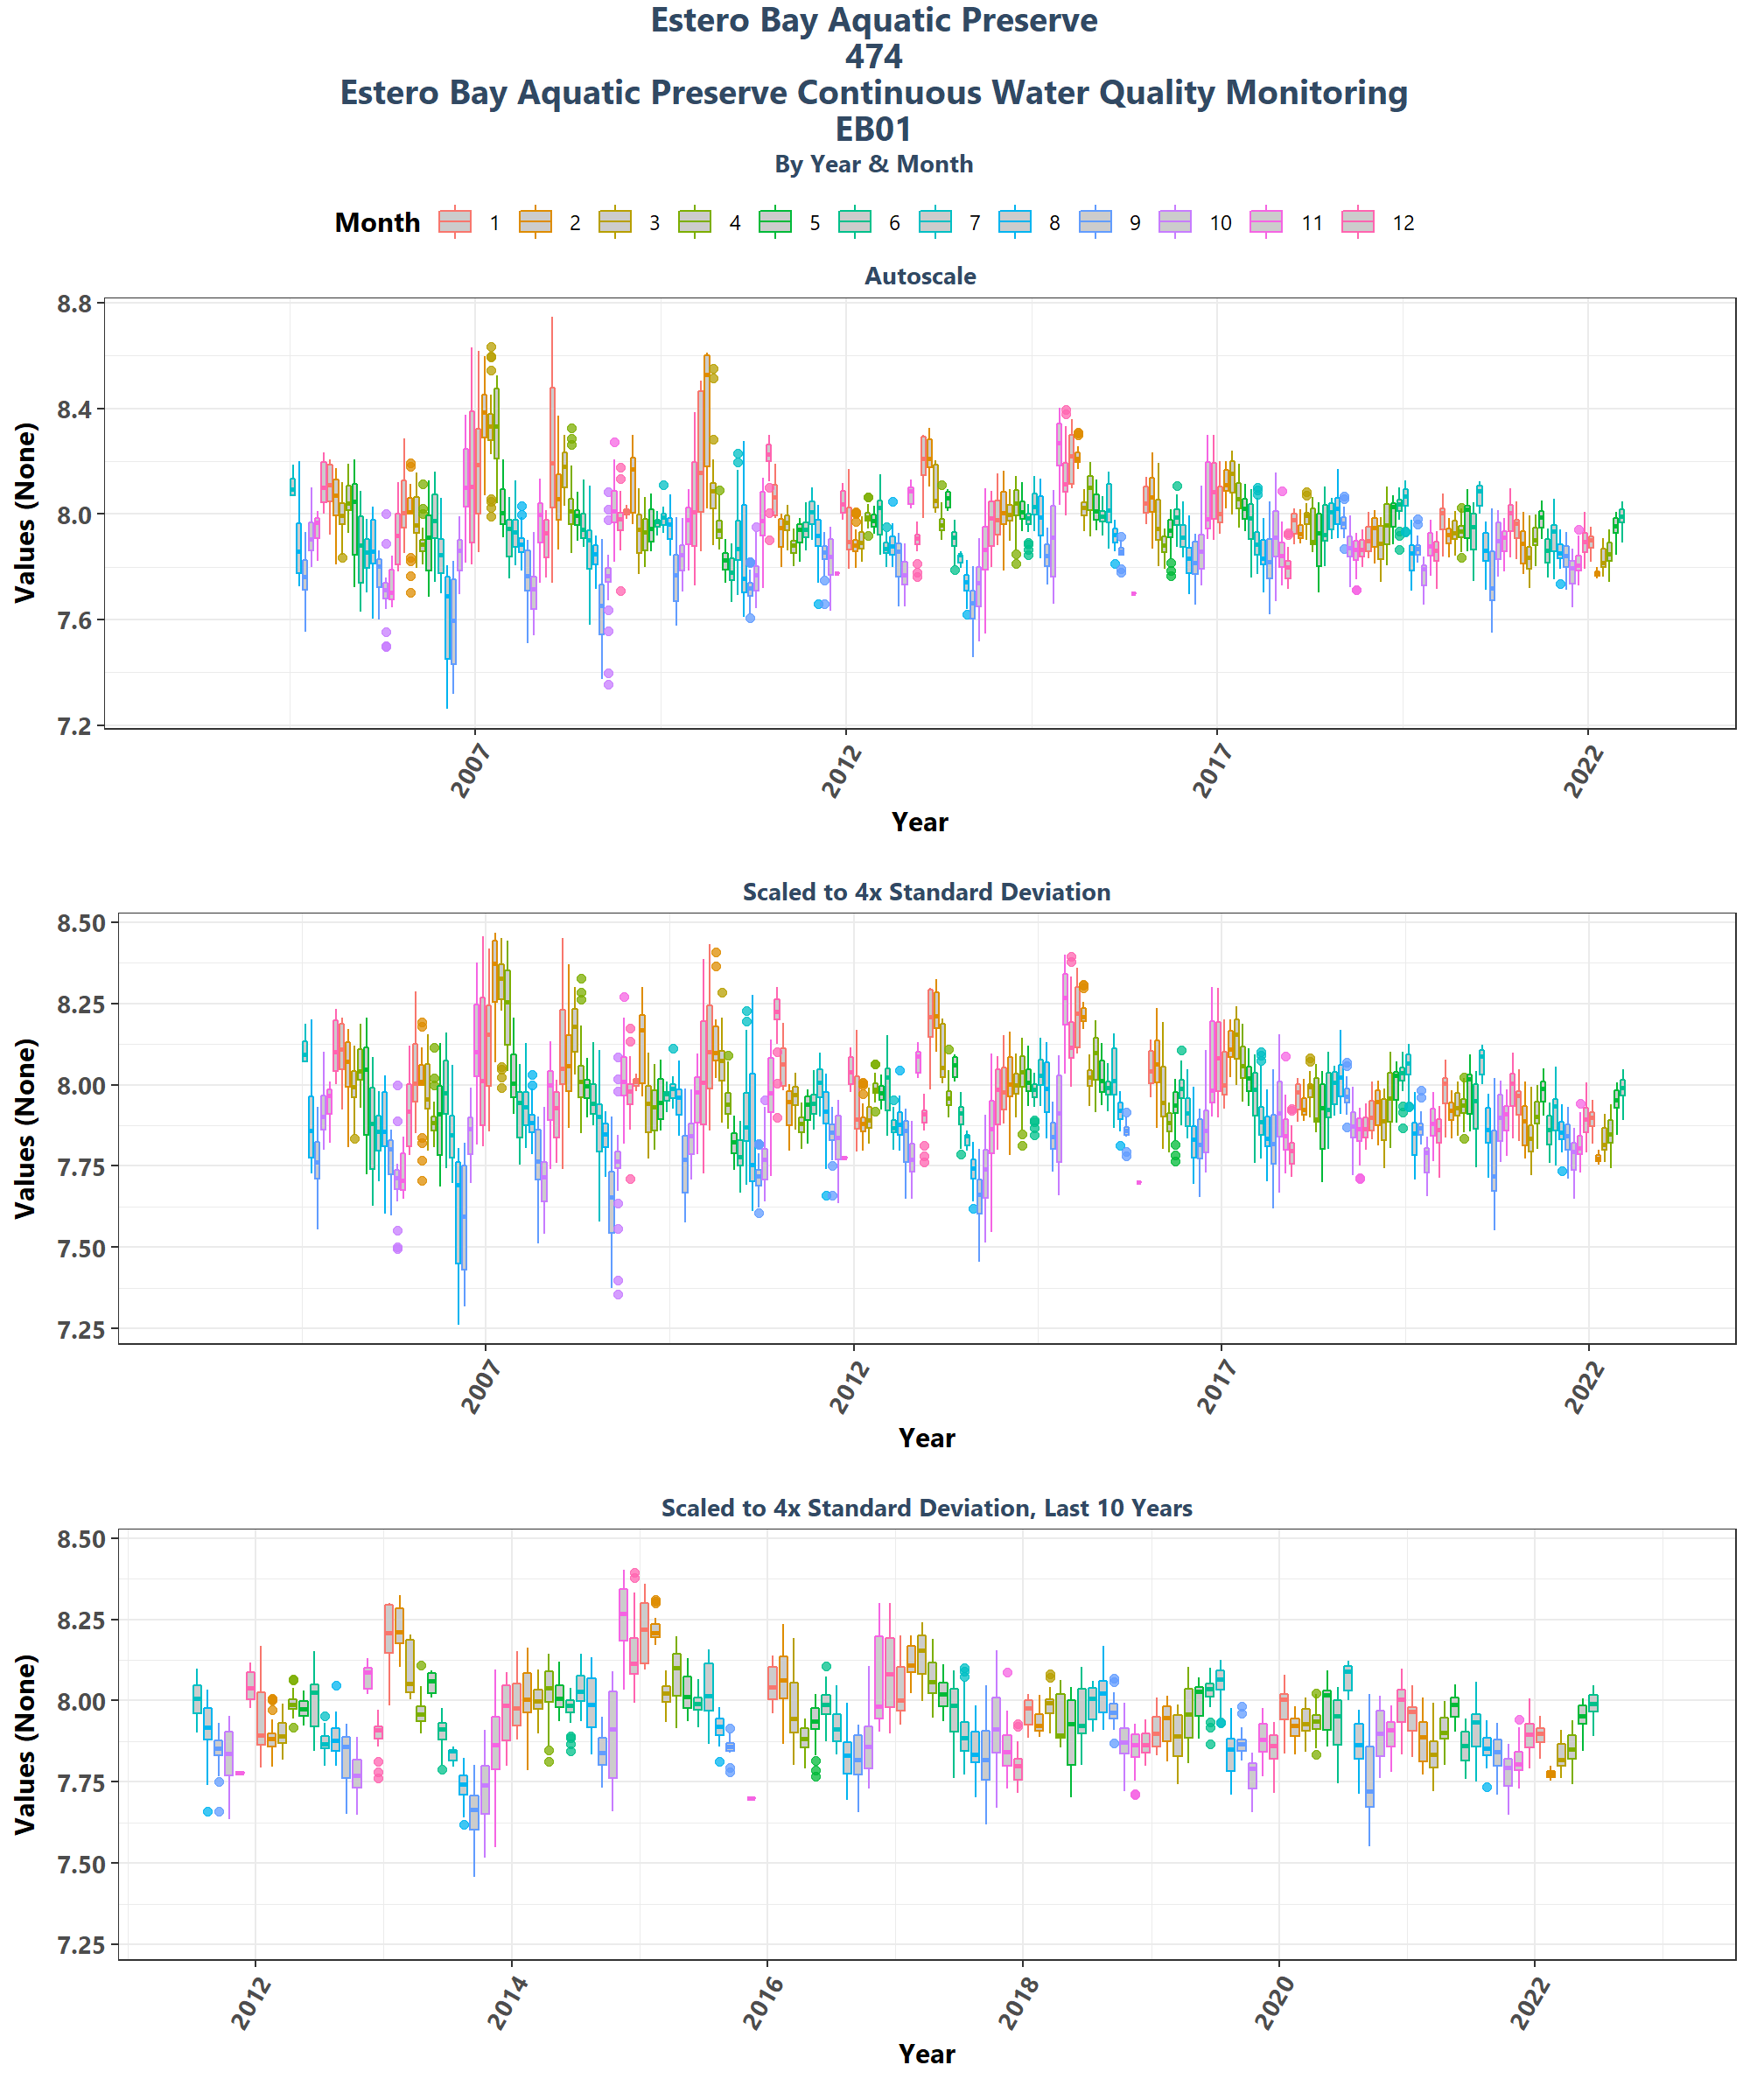 Estero Bay Aquatic Preserve
474
Estero Bay Aquatic Preserve Continuous Water Quality Monitoring
EB01
By Year & Month
Month 1 2 3 4 5 6 7 8 9 10 11 12
Autoscale
Values (None)
8.8
8.4
8.0
7.6
7.2
2007 2012 2017 2022
Year
Scaled to 4x Standard Deviation
Values (None)
8.50
8.25
8.00
7.75
7.50
7.25
2007 2012 2017 2022
Year
Scaled to 4x Standard Deviation, Last 10 Years
Values (None)
8.50
8.25
8.00
7.75
7.50
7.25
2012 2014 2016 2018 2020 2022
Year